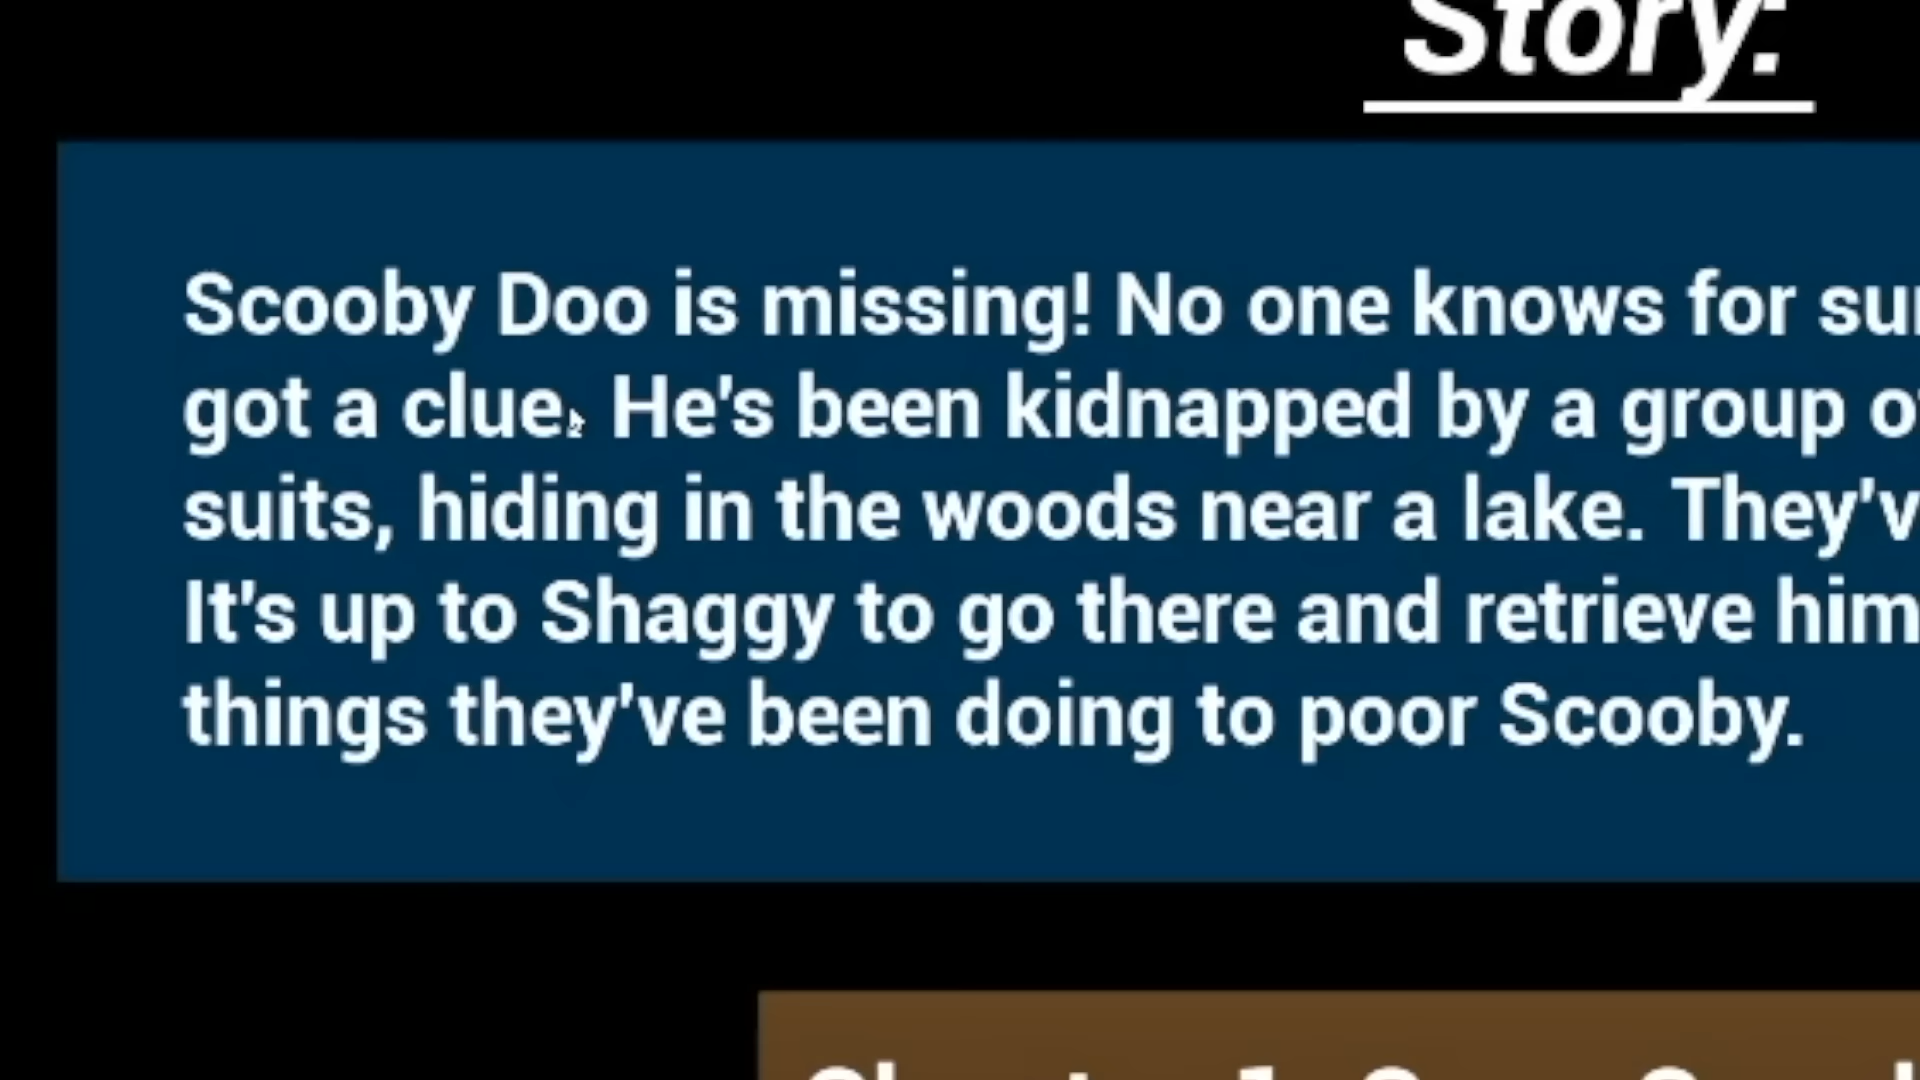 Story:
Scooby Doo is missing! No one knows for
got a clue. He's been kidnapped by a group
suits, hiding in the woods near a lake.
It's up to Shaggy to go there and retrieve him
things they've been doing to poor Scooby.